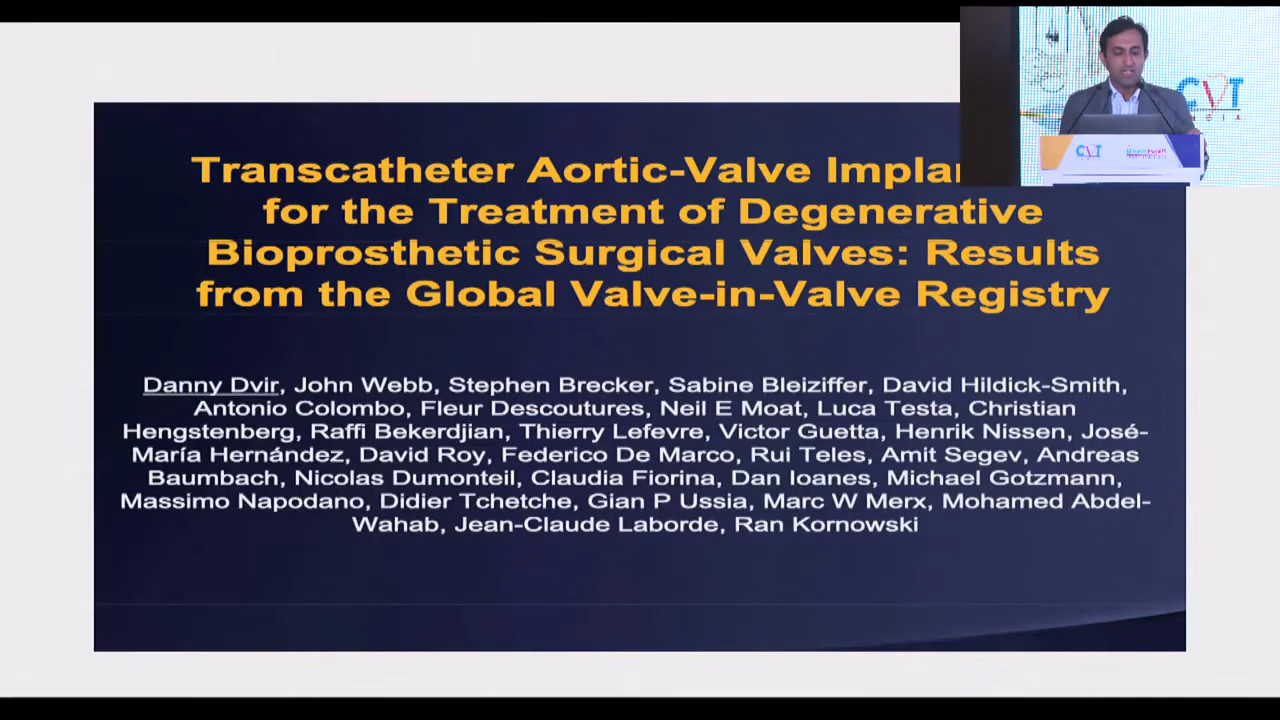 Transcatheter Aortic-Valve
for the Treatment of Degenerative
Bioprosthetic Surgical Valves: Results
from the Global Valve-in-Valve Registry
Danny Dvir, John Webb, Stephen Brecker, Sabine Bleiziffer, David Hildick-Smith,
Antonio Colombo, Fleur Descoutures, Neil E Moat, Luca Testa, Christian
Hengstenberg, Raffi Bekerdjian, Thierry Lefevre, Victor Guetta, Henrik Nissen, José-
María Hernández, David Roy, Federico De Marco, Rui Teles, Amit Segev, Andreas
Baumbach, Nicolas Dumonteil, Claudia Fiorina, Dan Ioanes, Michael Gotzmann,
Massimo Napodano, Didier Tchetche, Gian P Ussia, Marc W Merx, Mohamed Abdel-
Wahab, Jean-Claude Laborde, Ran Kornowski
CVT
CVT